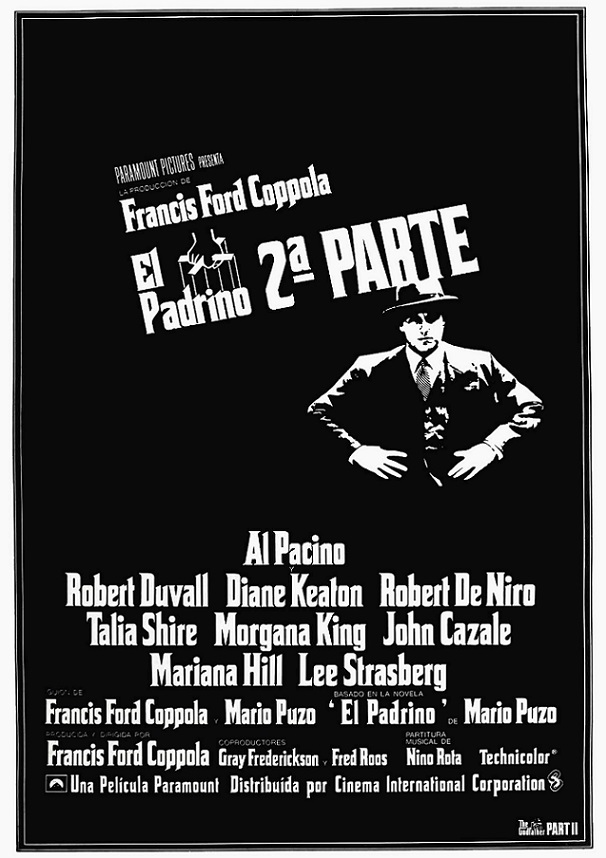 PARAMOUNT PICTURES PRESENTA
LA PRODUCCION DE
Francis Ford Coppola
El Padrino 2ª PARTE
Al Pacino
Y
Robert Duvall Diane Keaton Robert De Niro
Talia Shire Morgana King John Cazale
Mariana Hill Lee Strasberg
GUION DE
Francis Ford Coppola Y Mario Puzo
BASADO EN LA NOVELA
'El Padrino' DE Mario Puzo
PRODUCIDA Y DIRIGIDA POR
Francis Ford Coppola
COPRODUCTORES
Gray Frederickson Y Fred Roos
PARTITURA
MUSICAL DE
Nino Rota Technicolor®
Una Película Paramount Distribuída por Cinema International Corporation
The Godfather PART II